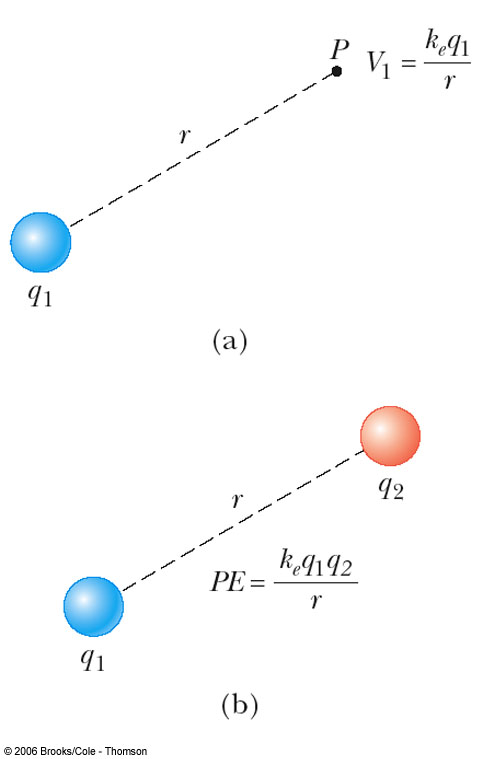 P V₁ = kₑq₁/r
r
q₁
(a)
q₂
r
PE = kₑq₁q₂/r
q₁
(b)
© 2006 Brooks/Cole - Thomson